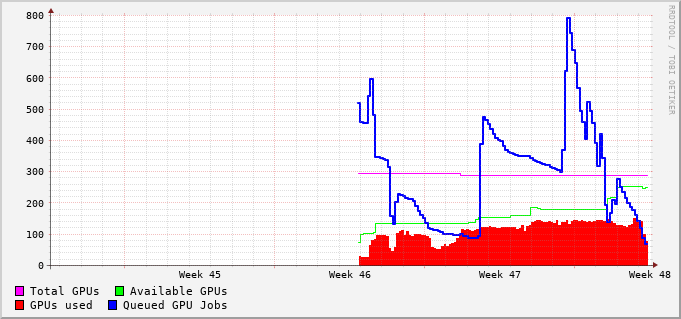 800
700
600
500
400
300
200
100
0
Week 45 Week 46 Week 47 Week 48
Total GPUs Available GPUs
GPUs used Queued GPU Jobs
RRDTOOL / TOBI OETIKER